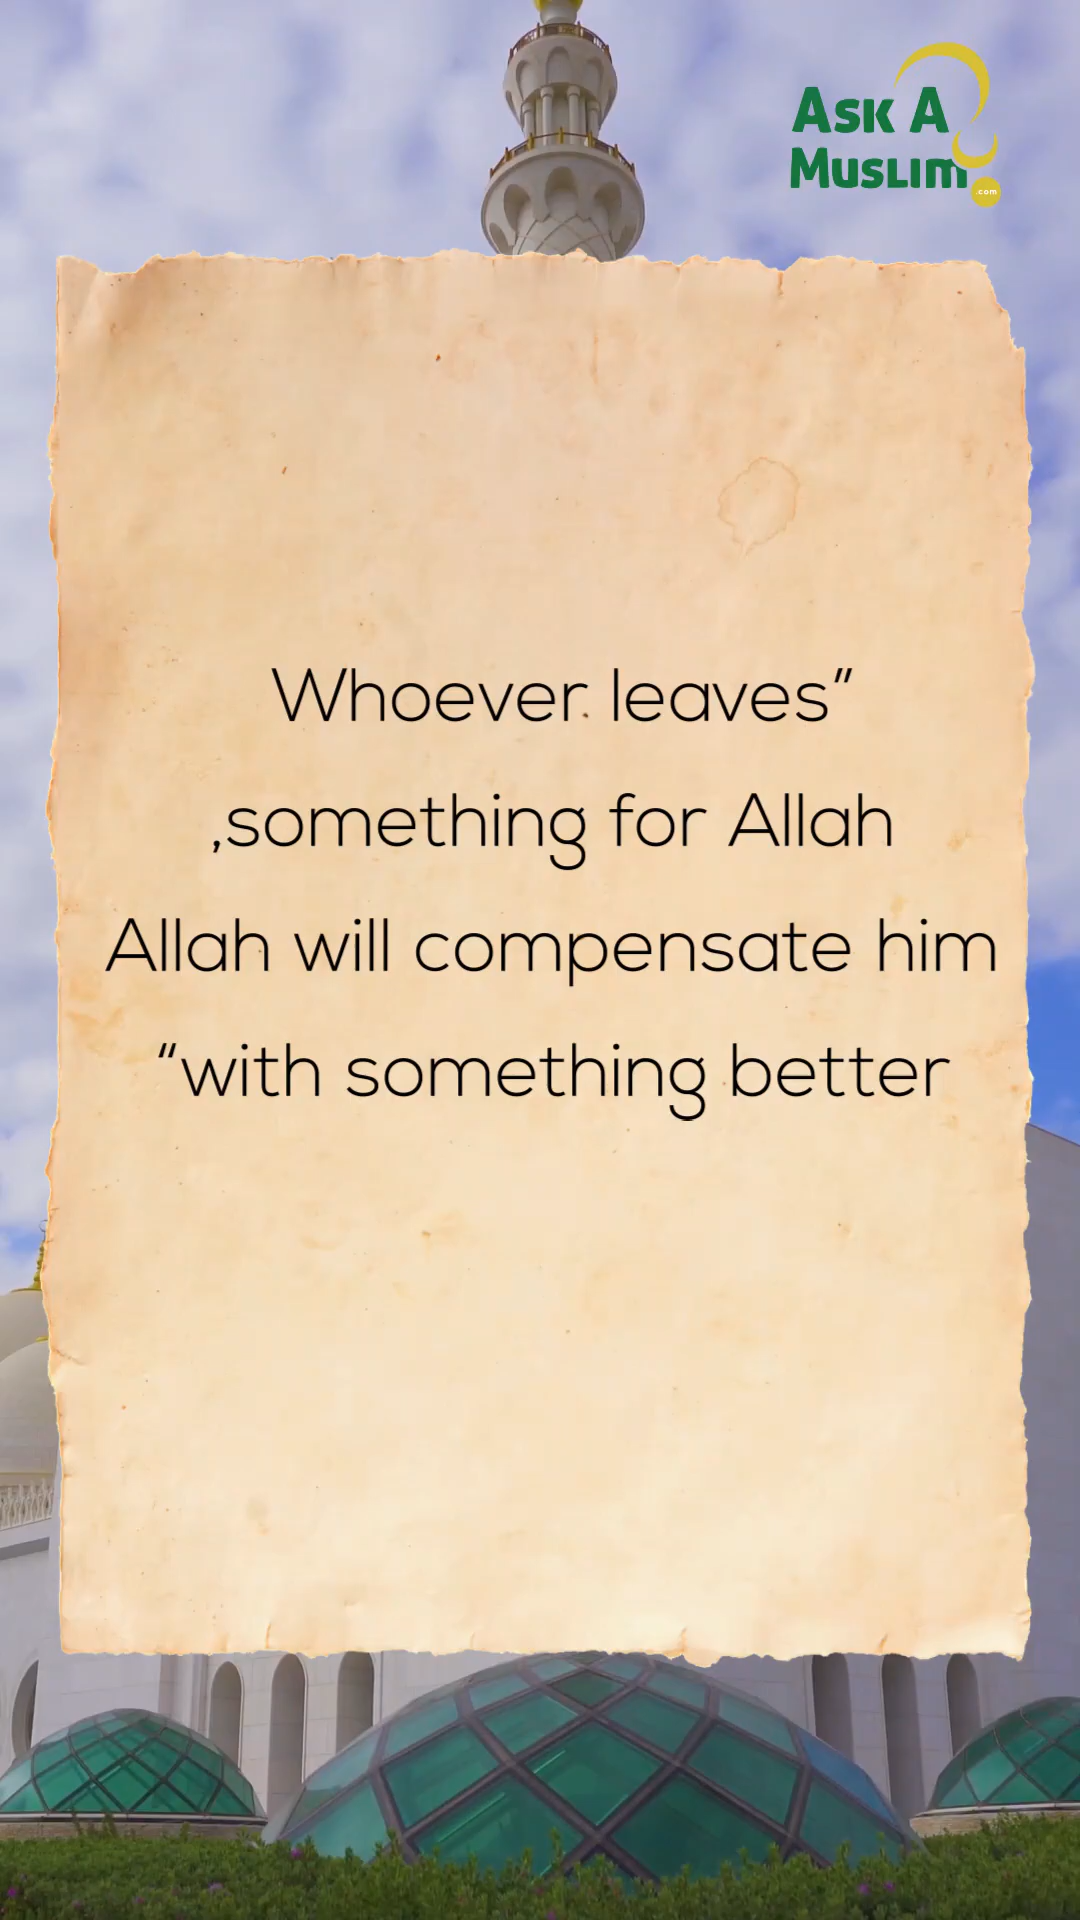 Ask A
Muslim
.com
Whoever leaves”
,something for Allah
Allah will compensate him
“with something better